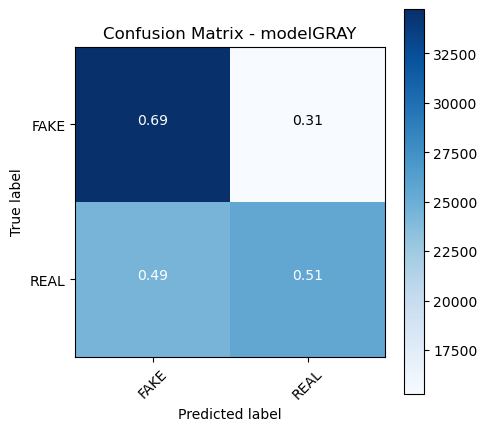 Confusion Matrix - modelGRAY
True label
FAKE
REAL
0.69
0.31
0.49
0.51
FAKE
REAL
Predicted label
32500
30000
27500
25000
22500
20000
17500